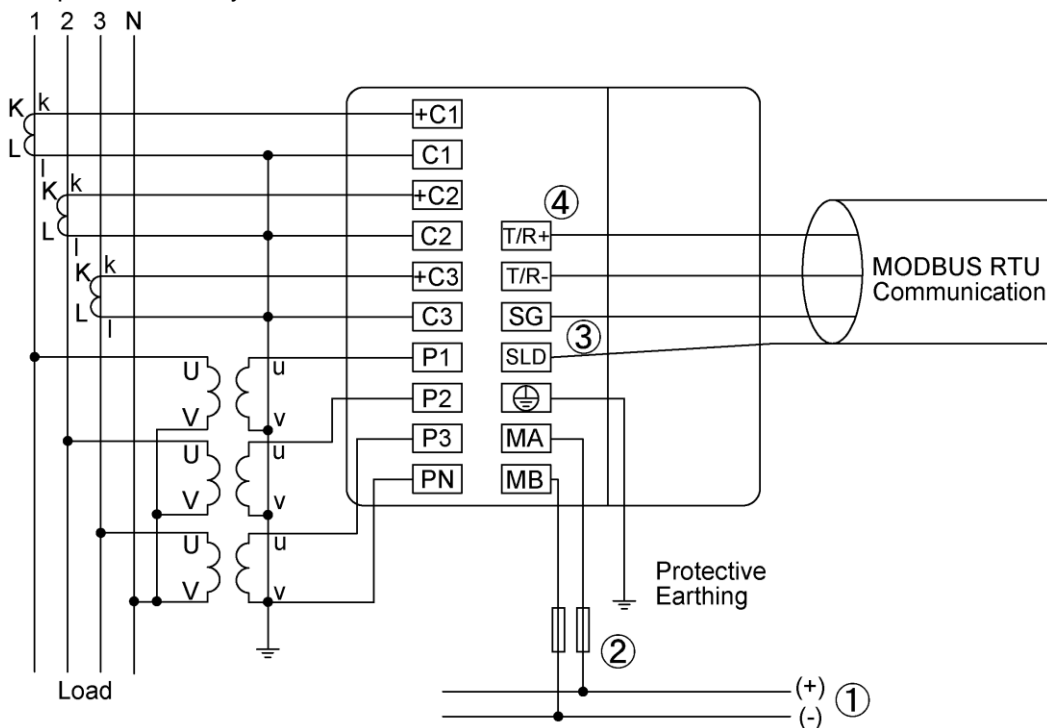 1 2 3 N
K k
L
l
K k
L
l
K k
L
l
+C1
C1
+C2
C2
+C3
C3
P1
P2
P3
PN
④
T/R+
T/R-
SG
③
SLD
MA
MB
MODBUS RTU
Communication
U u
V v
U u
V v
U u
V v
Protective
Earthing
②
Load
(+) ①
(-)